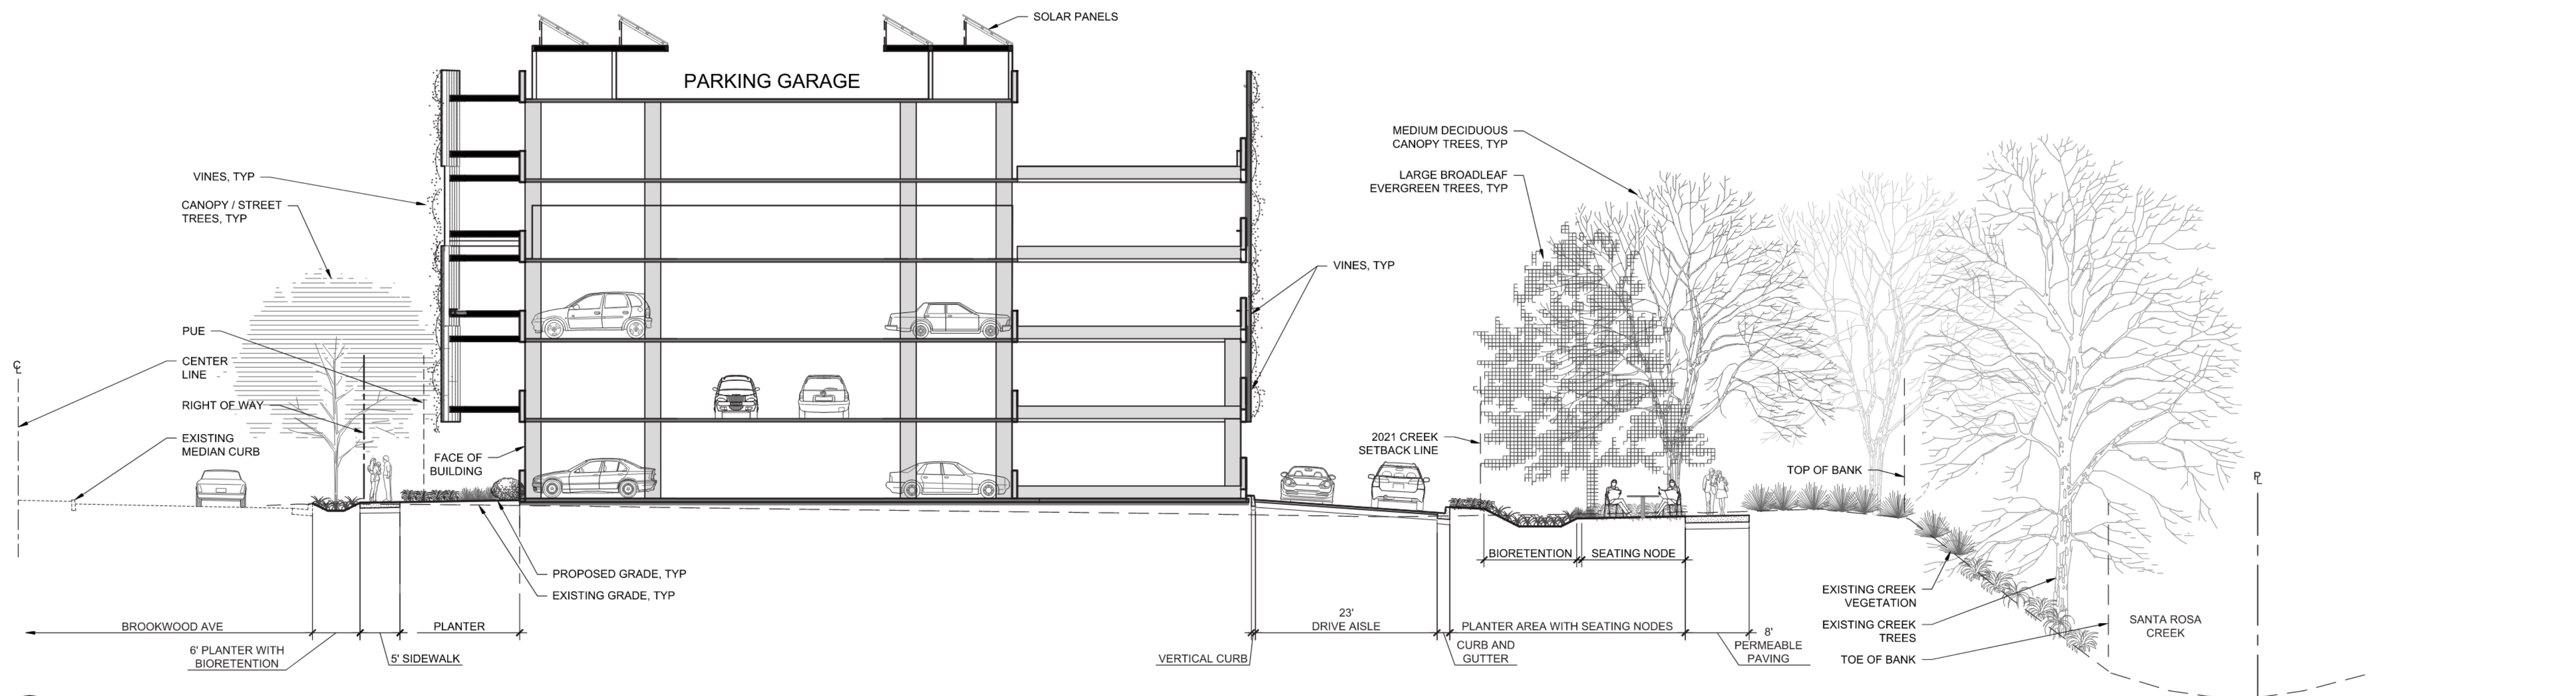 SOLAR PANELS
PARKING GARAGE
MEDIUM DECIDUOUS
CANOPY TREES, TYP
VINES, TYP
LARGE BROADLEAF
EVERGREEN TREES, TYP
CANOPY / STREET
TREES, TYP
VINES, TYP
PUE
CENTER
LINE
RIGHT OF WAY
EXISTING
MEDIAN CURB
FACE OF
BUILDING
2021 CREEK
SETBACK LINE
TOP OF BANK
CL
PL
BIORETENTION
SEATING NODE
PROPOSED GRADE, TYP
EXISTING GRADE, TYP
EXISTING CREEK
VEGETATION
EXISTING CREEK
TREES
TOE OF BANK
SANTA ROSA
CREEK
BROOKWOOD AVE
6' PLANTER WITH
BIORETENTION
5' SIDEWALK
PLANTER
VERTICAL CURB
23'
DRIVE AISLE
CURB AND
GUTTER
PLANTER AREA WITH SEATING NODES
8'
PERMEABLE
PAVING